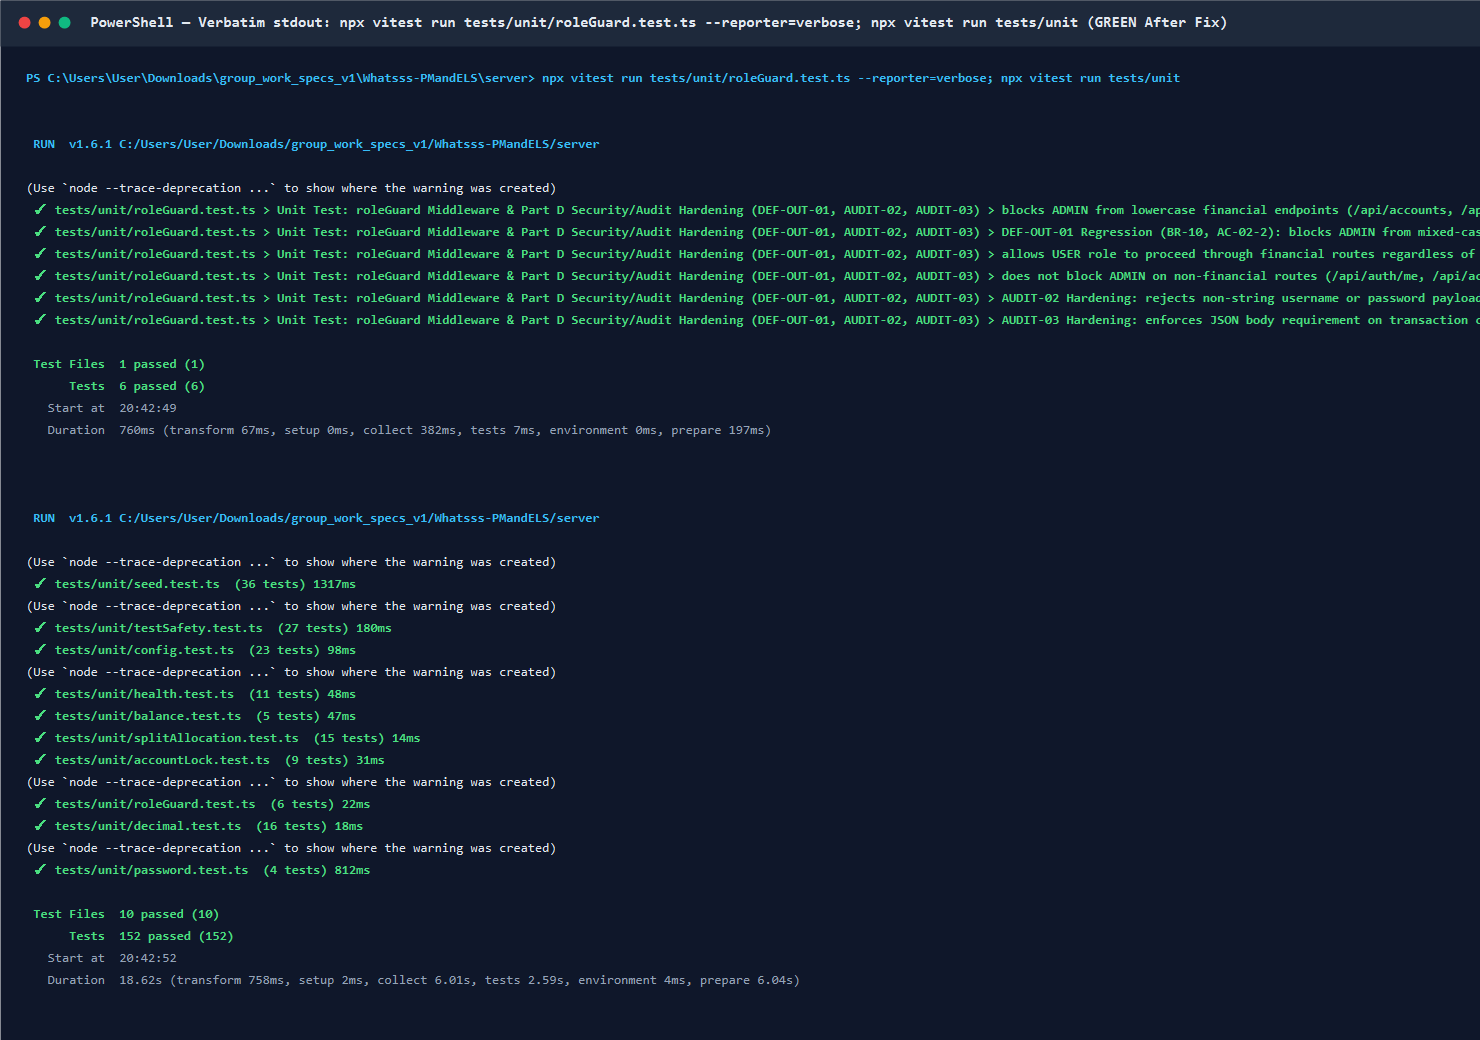 PowerShell — Verbatim stdout: npx vitest run tests/unit/roleGuard.test.ts --reporter=verbose; npx vitest run tests/unit (GREEN After Fix)
PS C:\Users\User\Downloads\group_work_specs_v1\Whatsss-PMandELS\server> npx vitest run tests/unit/roleGuard.test.ts --reporter=verbose; npx vitest run tests/unit
RUN  v1.6.1 C:/Users/User/Downloads/group_work_specs_v1/Whatsss-PMandELS/server
(Use `node --trace-deprecation ...` to show where the warning was created)
✓ tests/unit/roleGuard.test.ts > Unit Test: roleGuard Middleware & Part D Security/Audit Hardening (DEF-OUT-01, AUDIT-02, AUDIT-03) > blocks ADMIN from lowercase financial endpoints (/api/accounts, /ap
✓ tests/unit/roleGuard.test.ts > Unit Test: roleGuard Middleware & Part D Security/Audit Hardening (DEF-OUT-01, AUDIT-02, AUDIT-03) > DEF-OUT-01 Regression (BR-10, AC-02-2): blocks ADMIN from mixed-cas
✓ tests/unit/roleGuard.test.ts > Unit Test: roleGuard Middleware & Part D Security/Audit Hardening (DEF-OUT-01, AUDIT-02, AUDIT-03) > allows USER role to proceed through financial routes regardless of
✓ tests/unit/roleGuard.test.ts > Unit Test: roleGuard Middleware & Part D Security/Audit Hardening (DEF-OUT-01, AUDIT-02, AUDIT-03) > does not block ADMIN on non-financial routes (/api/auth/me, /api/ac
✓ tests/unit/roleGuard.test.ts > Unit Test: roleGuard Middleware & Part D Security/Audit Hardening (DEF-OUT-01, AUDIT-02, AUDIT-03) > AUDIT-02 Hardening: rejects non-string username or password payloa
✓ tests/unit/roleGuard.test.ts > Unit Test: roleGuard Middleware & Part D Security/Audit Hardening (DEF-OUT-01, AUDIT-02, AUDIT-03) > AUDIT-03 Hardening: enforces JSON body requirement on transaction c
Test Files  1 passed (1)
Tests  6 passed (6)
Start at  20:42:49
Duration  760ms (transform 67ms, setup 0ms, collect 382ms, tests 7ms, environment 0ms, prepare 197ms)
RUN  v1.6.1 C:/Users/User/Downloads/group_work_specs_v1/Whatsss-PMandELS/server
(Use `node --trace-deprecation ...` to show where the warning was created)
✓ tests/unit/seed.test.ts  (36 tests) 1317ms
(Use `node --trace-deprecation ...` to show where the warning was created)
✓ tests/unit/testSafety.test.ts  (27 tests) 180ms
✓ tests/unit/config.test.ts  (23 tests) 98ms
(Use `node --trace-deprecation ...` to show where the warning was created)
✓ tests/unit/health.test.ts  (11 tests) 48ms
✓ tests/unit/balance.test.ts  (5 tests) 47ms
✓ tests/unit/splitAllocation.test.ts  (15 tests) 14ms
✓ tests/unit/accountLock.test.ts  (9 tests) 31ms
(Use `node --trace-deprecation ...` to show where the warning was created)
✓ tests/unit/roleGuard.test.ts  (6 tests) 22ms
✓ tests/unit/decimal.test.ts  (16 tests) 18ms
(Use `node --trace-deprecation ...` to show where the warning was created)
✓ tests/unit/password.test.ts  (4 tests) 812ms
Test Files  10 passed (10)
Tests  152 passed (152)
Start at  20:42:52
Duration  18.62s (transform 758ms, setup 2ms, collect 6.01s, tests 2.59s, environment 4ms, prepare 6.04s)